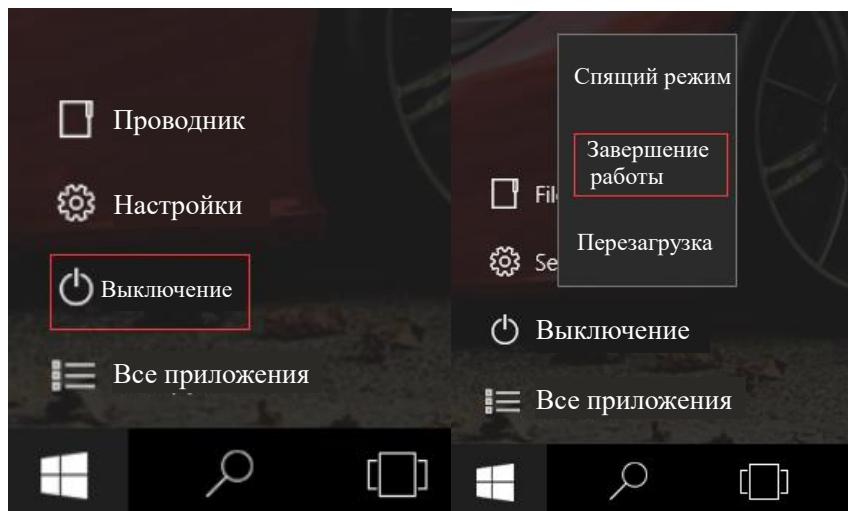 Проводник
Настройки
Выключение
Все приложения
Спящий режим
Завершение
работы
Fil
Перезагрузка
Se
Выключение
Все приложения